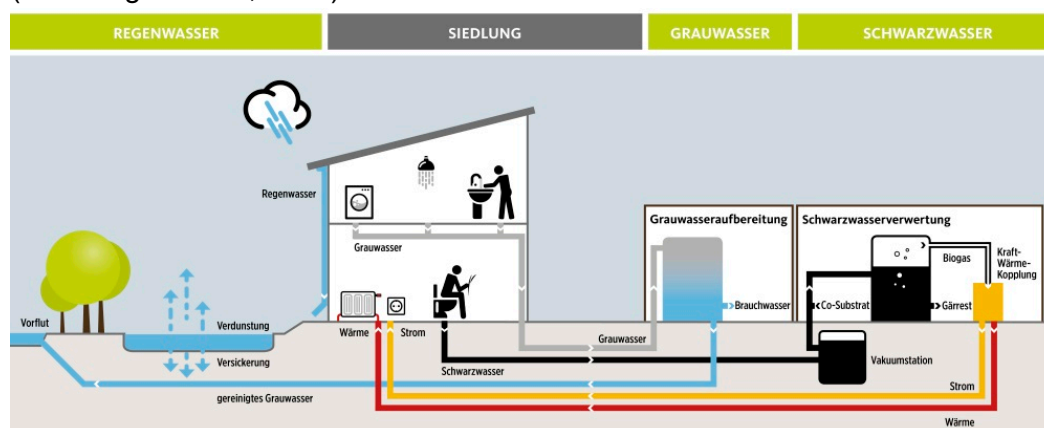 REGENWASSER
SIEDLUNG
GRAUWASSER
SCHWARZWASSER
Regenwasser
Grauwasser
Grauwasseraufbereitung
Schwarzwasserverwertung
Biogas
Kraft-
Wärme-
Kopplung
Brauchwasser
Co-Substrat
Gärrest
Vorflut
Verdunstung
Wärme
Strom
Grauwasser
Versickerung
Schwarzwasser
Vakuumstation
gereinigtes Grauwasser
Strom
Wärme